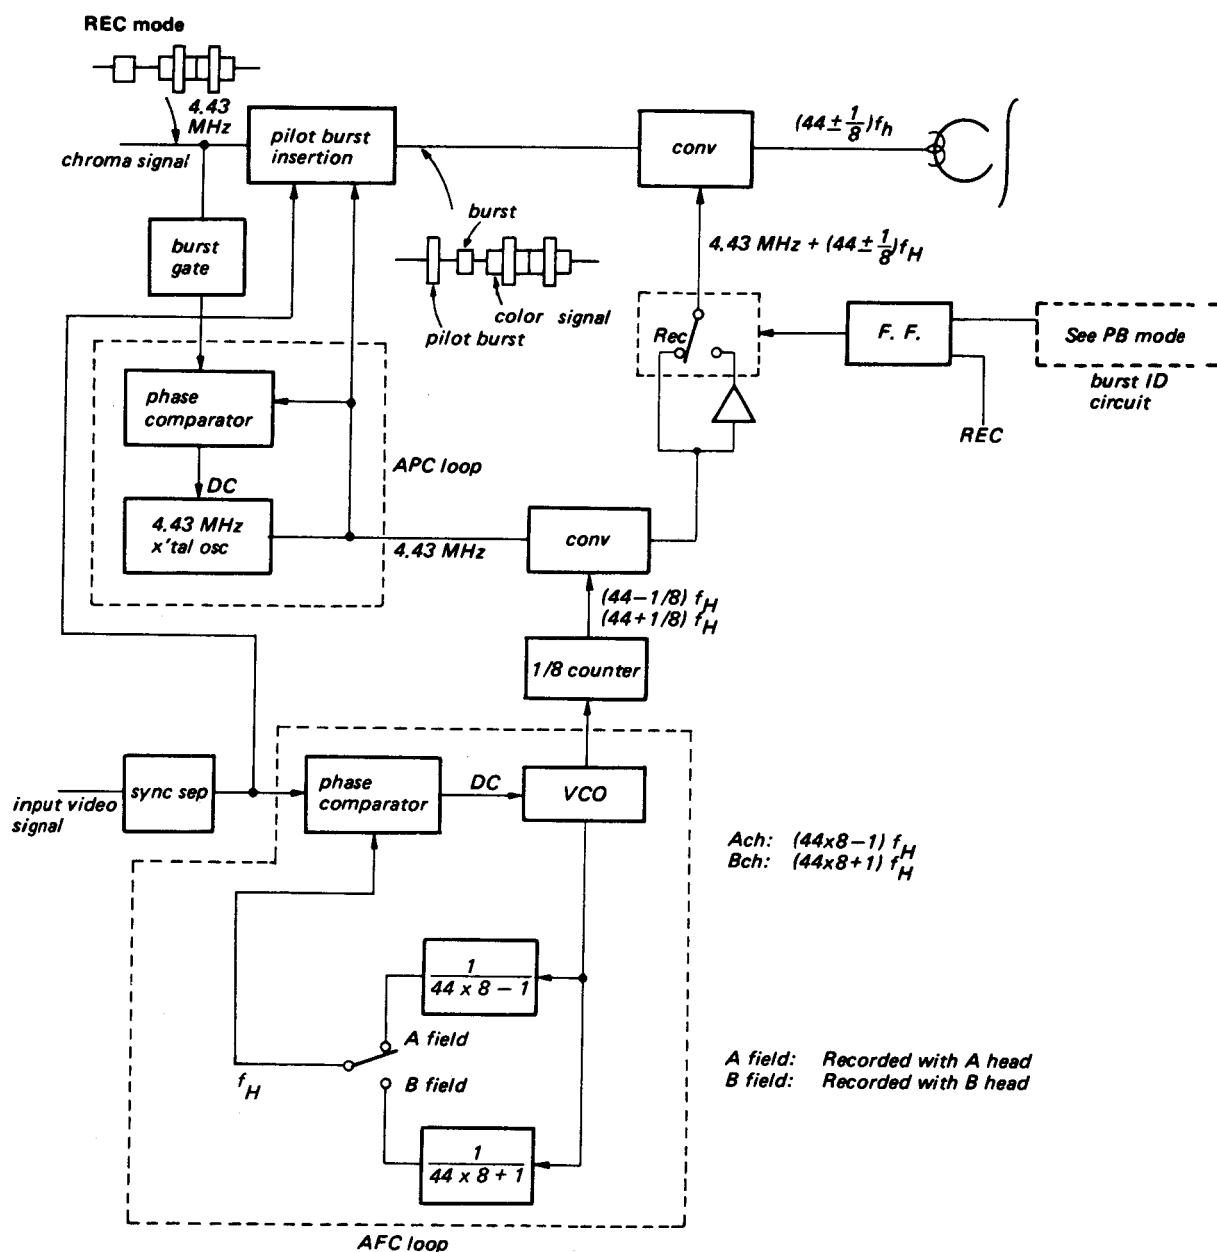 REC mode
4.43
MHz
chroma signal
pilot burst
insertion
conv
(44 ± 1/8)fh
burst
gate
burst
color signal
pilot burst
4.43 MHz + (44 ± 1/8)fH
Rec
F. F.
See PB mode
burst ID
circuit
REC
phase
comparator
APC loop
DC
4.43 MHz
x'tal osc
4.43 MHz
conv
(44−1/8) fH
(44+1/8) fH
1/8 counter
input video
signal
sync sep
phase
comparator
DC
VCO
Ach: (44x8−1) fH
Bch: (44x8+1) fH
1
44 x 8 − 1
A field
fH
B field
1
44 x 8 + 1
A field: Recorded with A head
B field: Recorded with B head
AFC loop